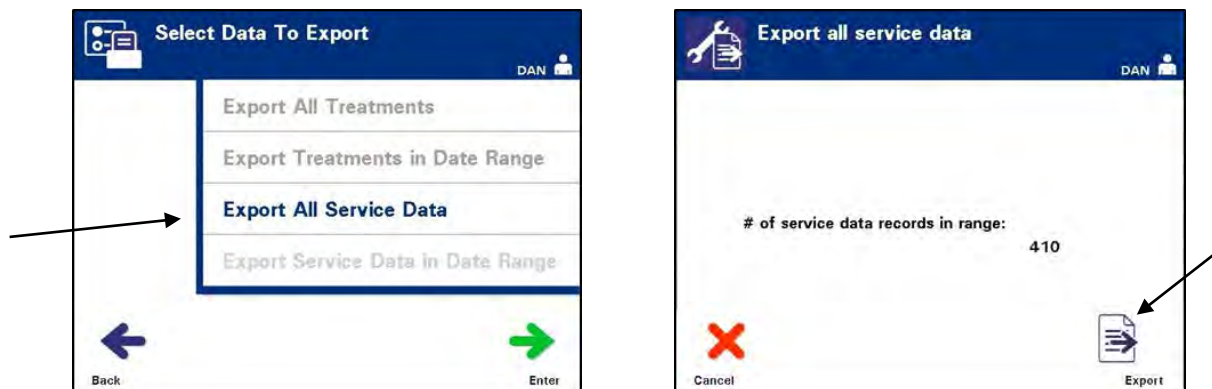 Select Data To Export
DAN
Export All Treatments
Export Treatments in Date Range
Export All Service Data
Export Service Data in Date Range
Back
Enter
Export all service data
DAN
# of service data records in range:
410
Cancel
Export